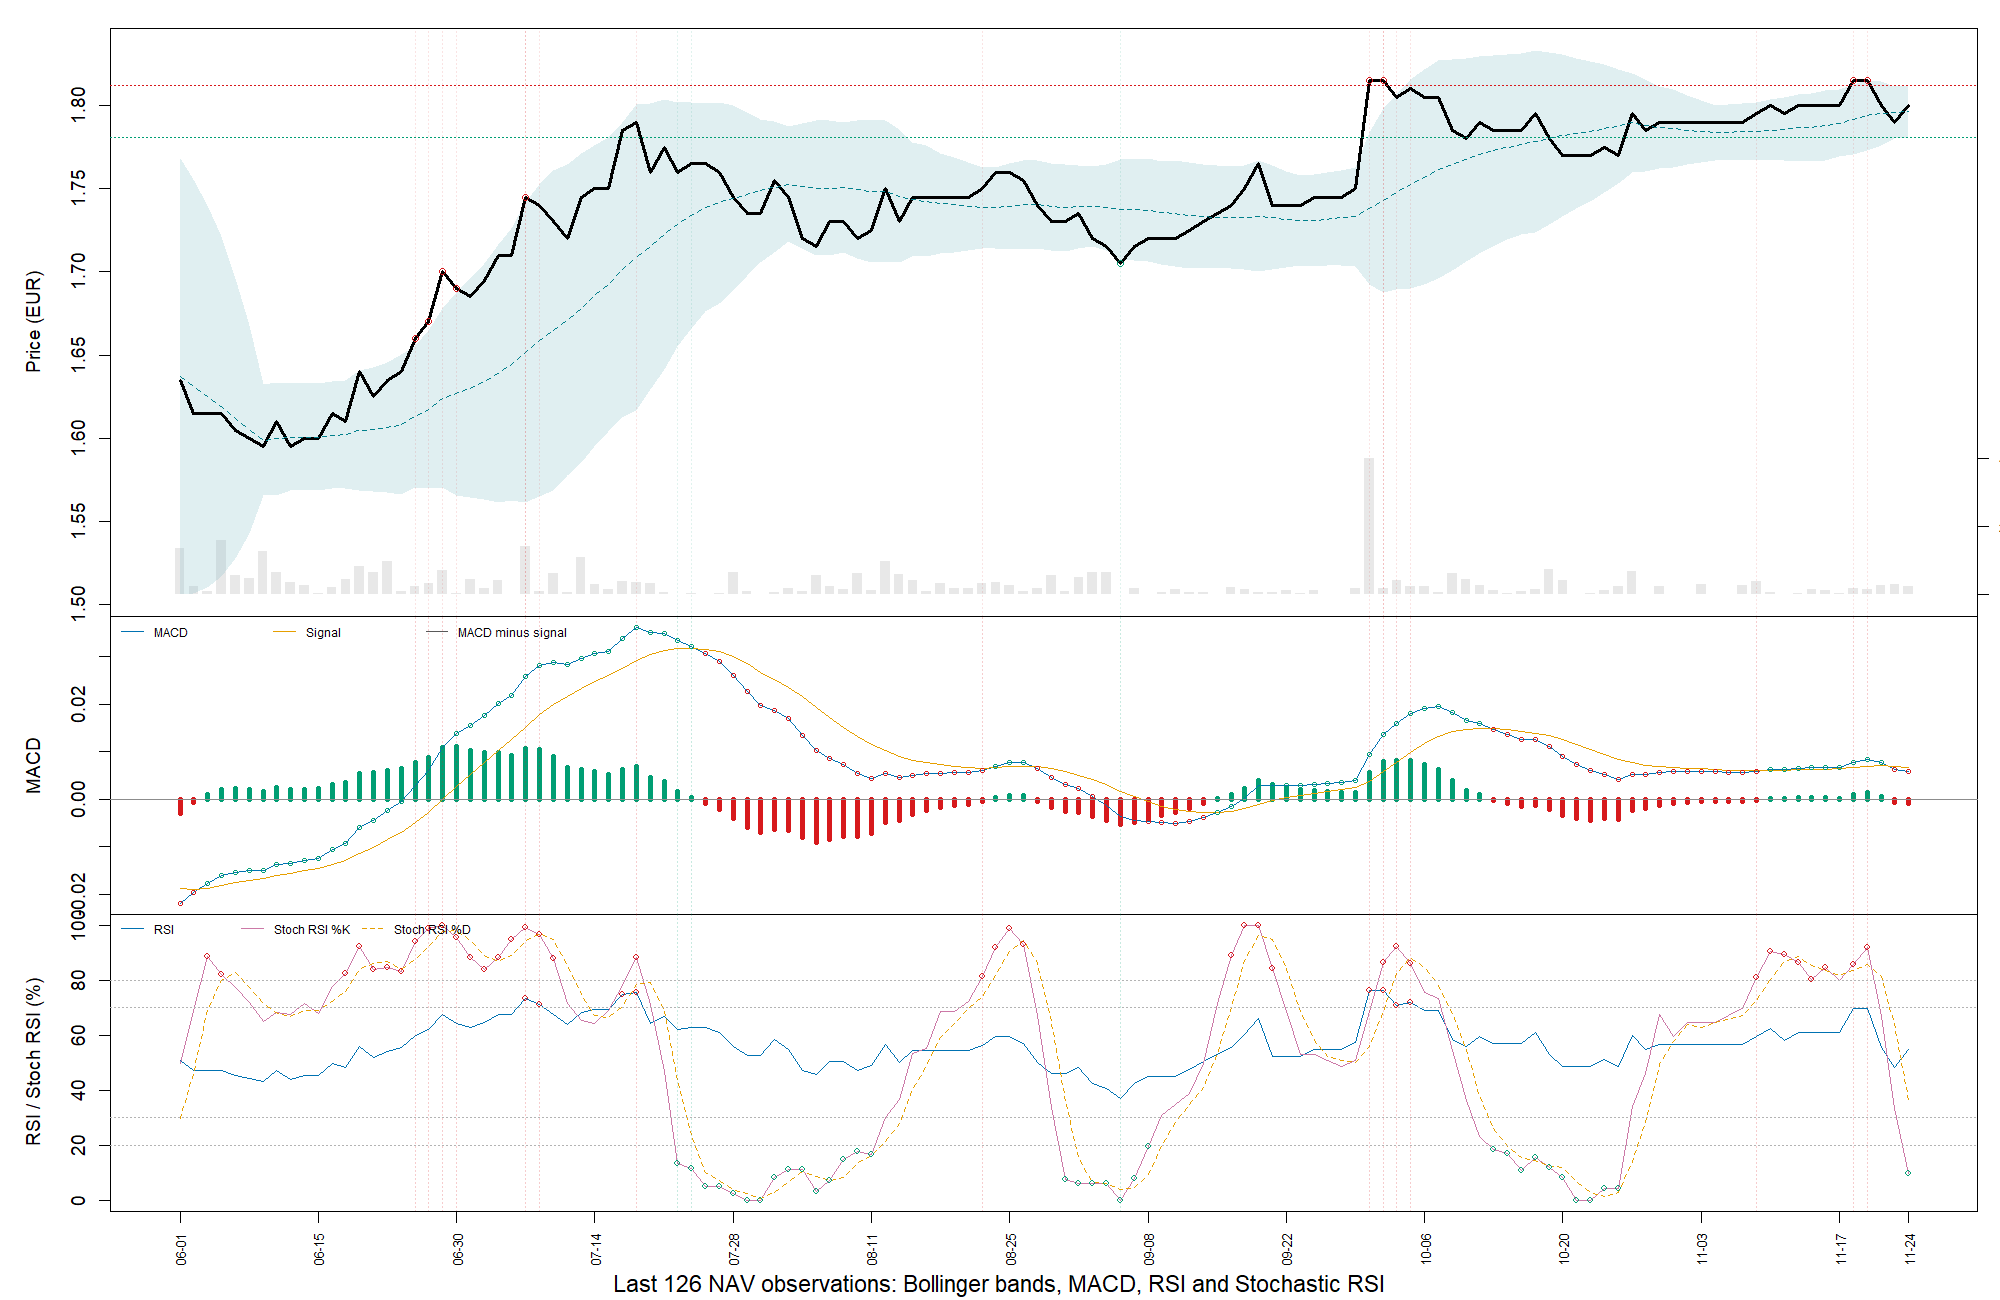 Price (EUR)
1.80
1.75
1.70
1.65
1.60
1.55
1.50
MACD Signal MACD minus signal
MACD
0.02
0.00
-0.02
RSI Stoch RSI %K Stoch RSI %D
RSI / Stoch RSI (%)
100
80
60
40
20
0
06-01 06-15 06-30 07-14 07-28 08-11 08-25 09-08 09-22 10-06 10-20 11-03 11-17 11-24
Last 126 NAV observations: Bollinger bands, MACD, RSI and Stochastic RSI